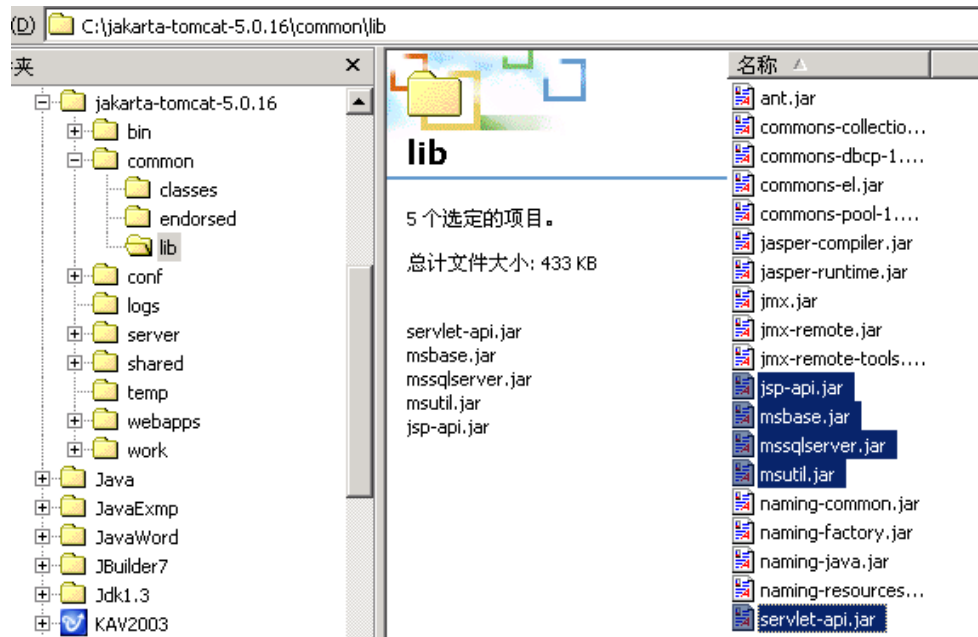 (D) C:\jakarta-tomcat-5.0.16\common\lib
夹
jakarta-tomcat-5.0.16
bin
common
classes
endorsed
lib
conf
logs
server
shared
temp
webapps
work
Java
JavaExmp
JavaWord
JBuilder7
Jdk1.3
KAV2003
lib
5 个选定的项目。
总计文件大小: 433 KB
servlet-api.jar
msbase.jar
mssqlserver.jar
msutil.jar
jsp-api.jar
名称
ant.jar
commons-collectio...
commons-dbcp-1....
commons-el.jar
commons-pool-1....
jasper-compiler.jar
jasper-runtime.jar
jmx.jar
jmx-remote.jar
jmx-remote-tools....
jsp-api.jar
msbase.jar
mssqlserver.jar
msutil.jar
naming-common.jar
naming-factory.jar
naming-java.jar
naming-resources...
servlet-api.jar